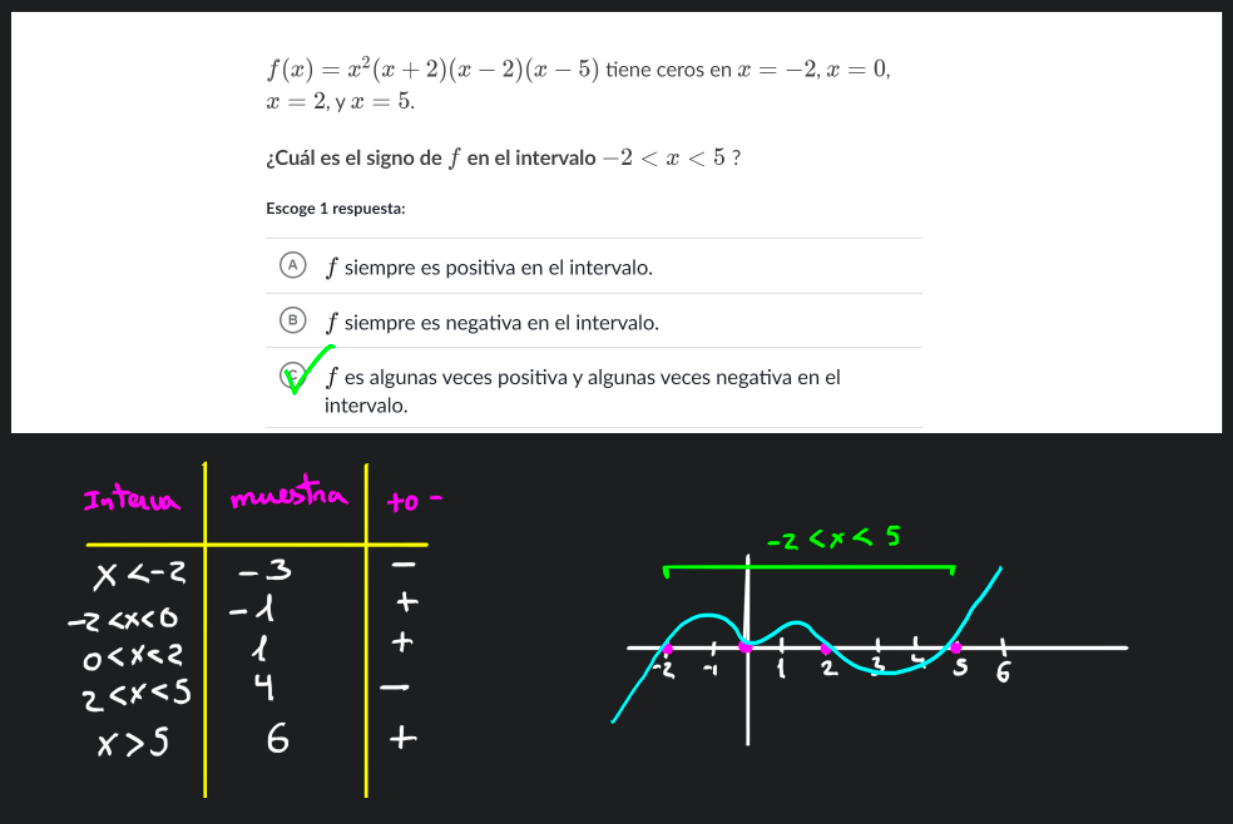 f(x) = x²(x + 2)(x − 2)(x − 5) tiene ceros en x = −2, x = 0,
x = 2, y x = 5.
¿Cuál es el signo de f en el intervalo −2 < x < 5 ?
Escoge 1 respuesta:
A f siempre es positiva en el intervalo.
B f siempre es negativa en el intervalo.
C f es algunas veces positiva y algunas veces negativa en el
intervalo.
Interva muestra + o -
x < -2 -3 -
-2 < x < 0 -1 +
0 < x < 2 1 +
2 < x < 5 4 -
x > 5 6 +
-2 < x < 5
-2 -1 1 2 3 4 5 6